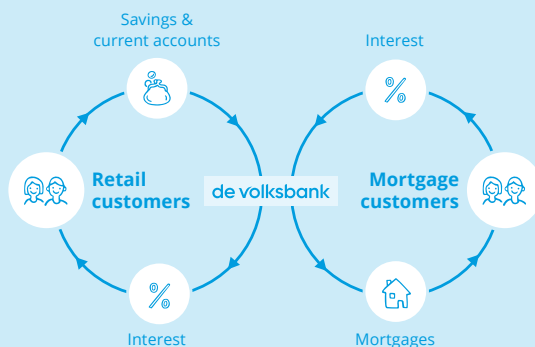 Savings &
current accounts
Interest
Retail
customers
de volksbank
Mortgage
customers
Interest
Mortgages